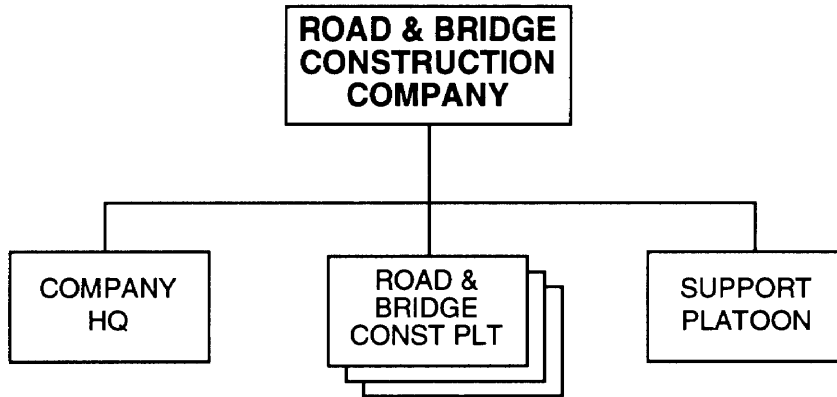 ROAD & BRIDGE
CONSTRUCTION
COMPANY
COMPANY
HQ
ROAD &
BRIDGE
CONST PLT
SUPPORT
PLATOON